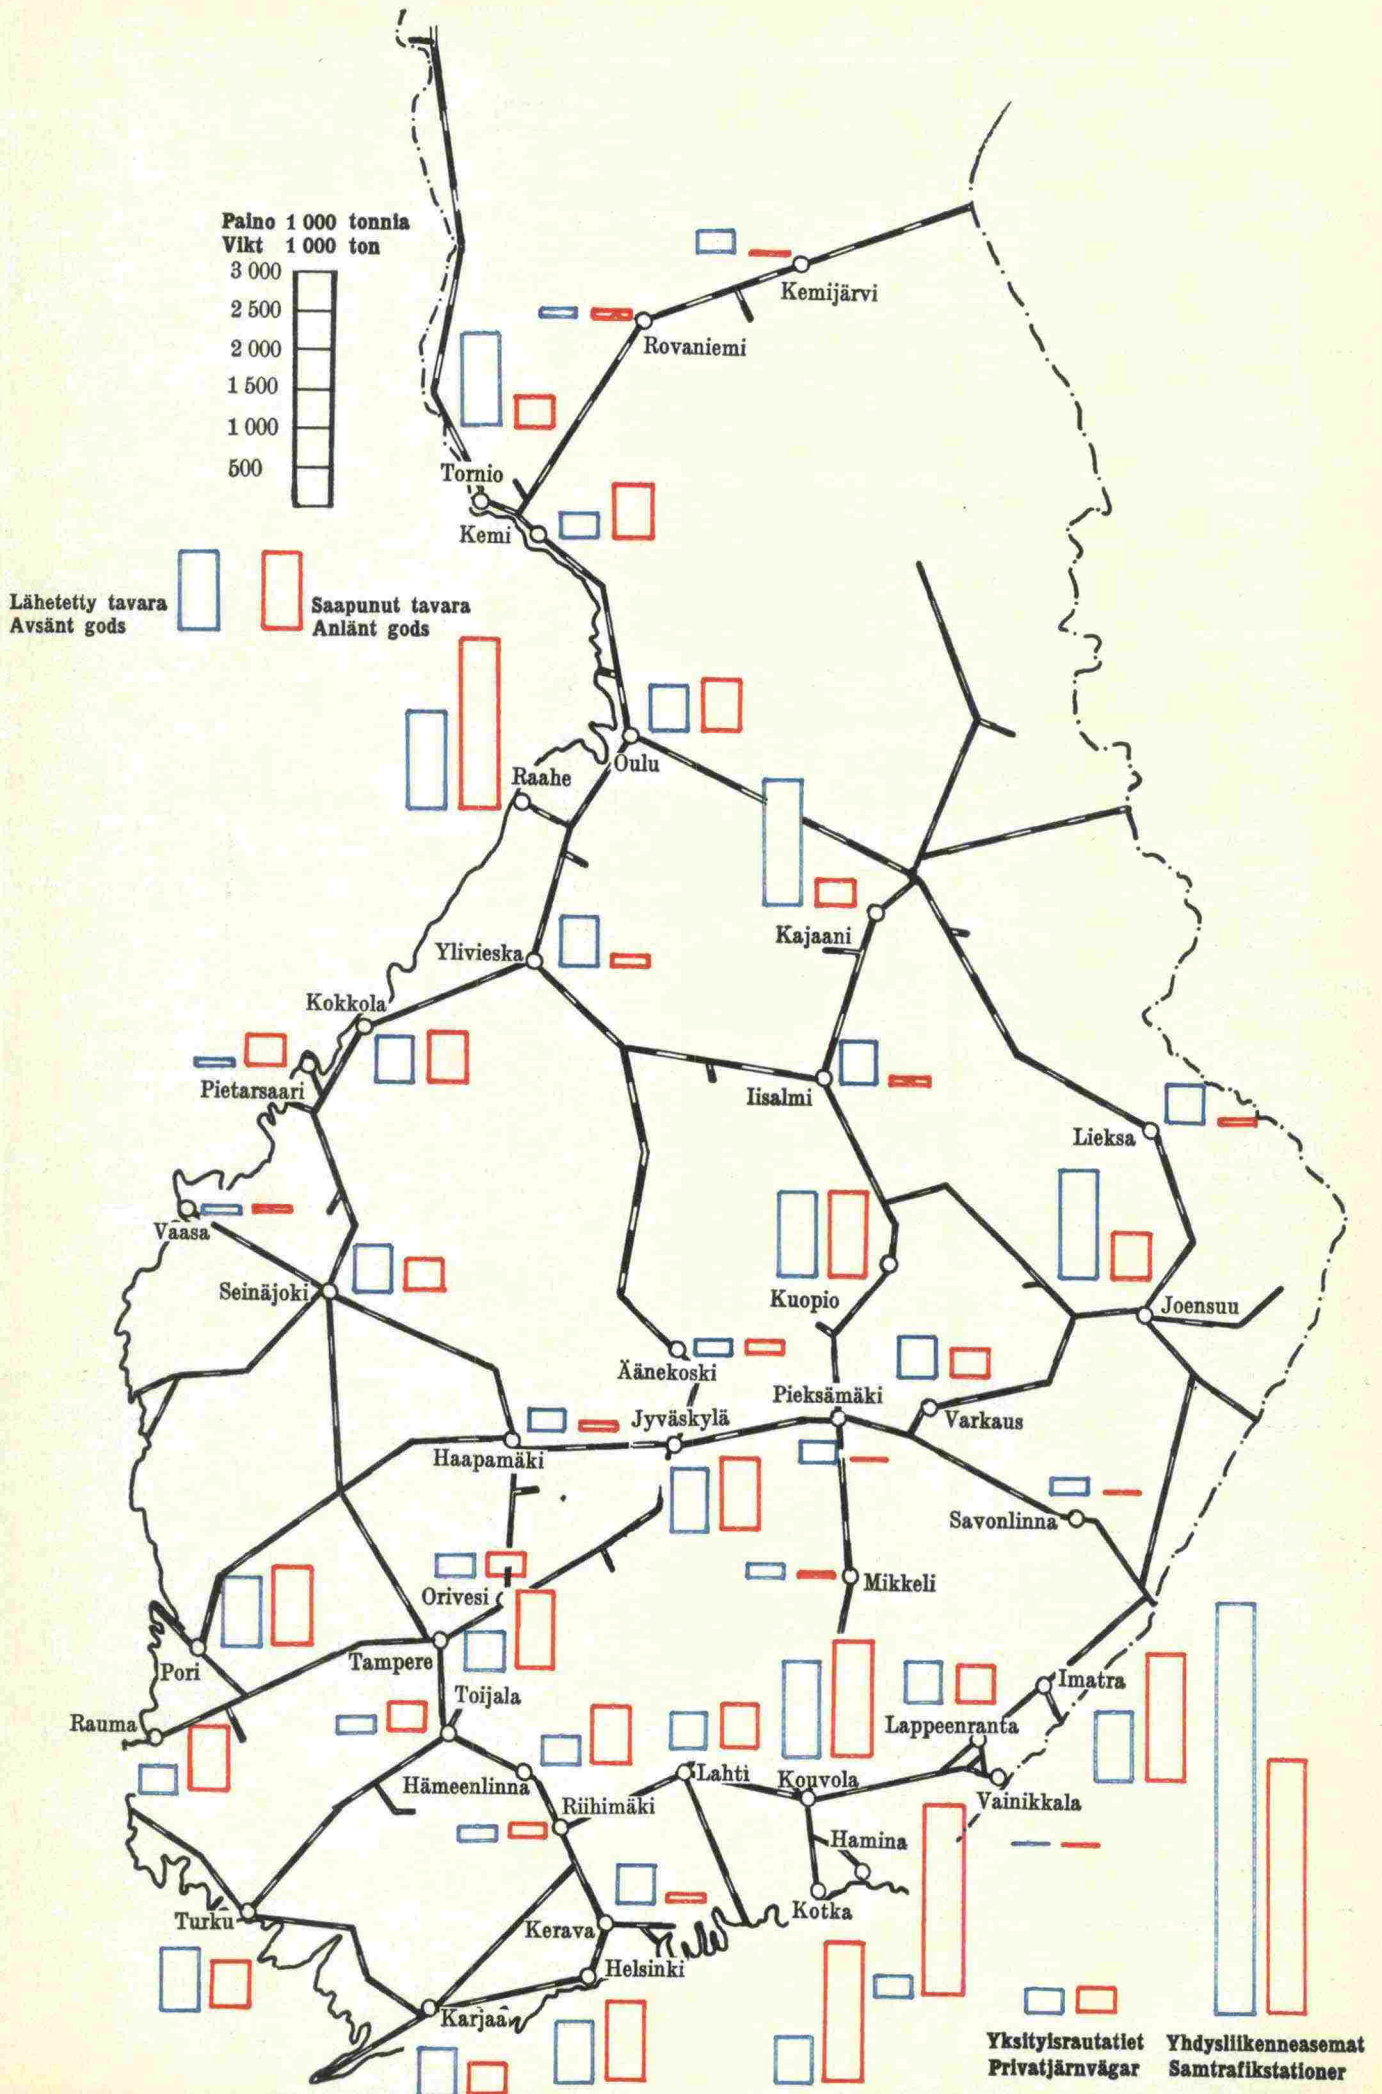 Paino 1 000 tonnia
Vikt 1 000 ton
3 000
2 500
2 000
1 500
1 000
500
Lähetetty tavara
Avsänt gods
Saapunut tavara
Anlänt gods
Kemijärvi
Rovaniemi
Tornio
Kemi
Oulu
Raahe
Kajaani
Ylivieska
Kokkola
Pietarsaari
Iisalmi
Lieksa
Vaasa
Seinäjoki
Kuopio
Joensuu
Äänekoski
Pieksämäki
Varkaus
Jyväskylä
Haapamäki
Savonlinna
Mikkeli
Orivesi
Pori
Tampere
Imatra
Toijala
Rauma
Lappeenranta
Hämeenlinna
Lahti
Kouvola
Vainikkala
Riihimäki
Hamina
Kotka
Turku
Kerava
Helsinki
Karjaa
Yksityisrautatiet
Privatjärnvägar
Yhdysliikenneasemat
Samtrafikstationer